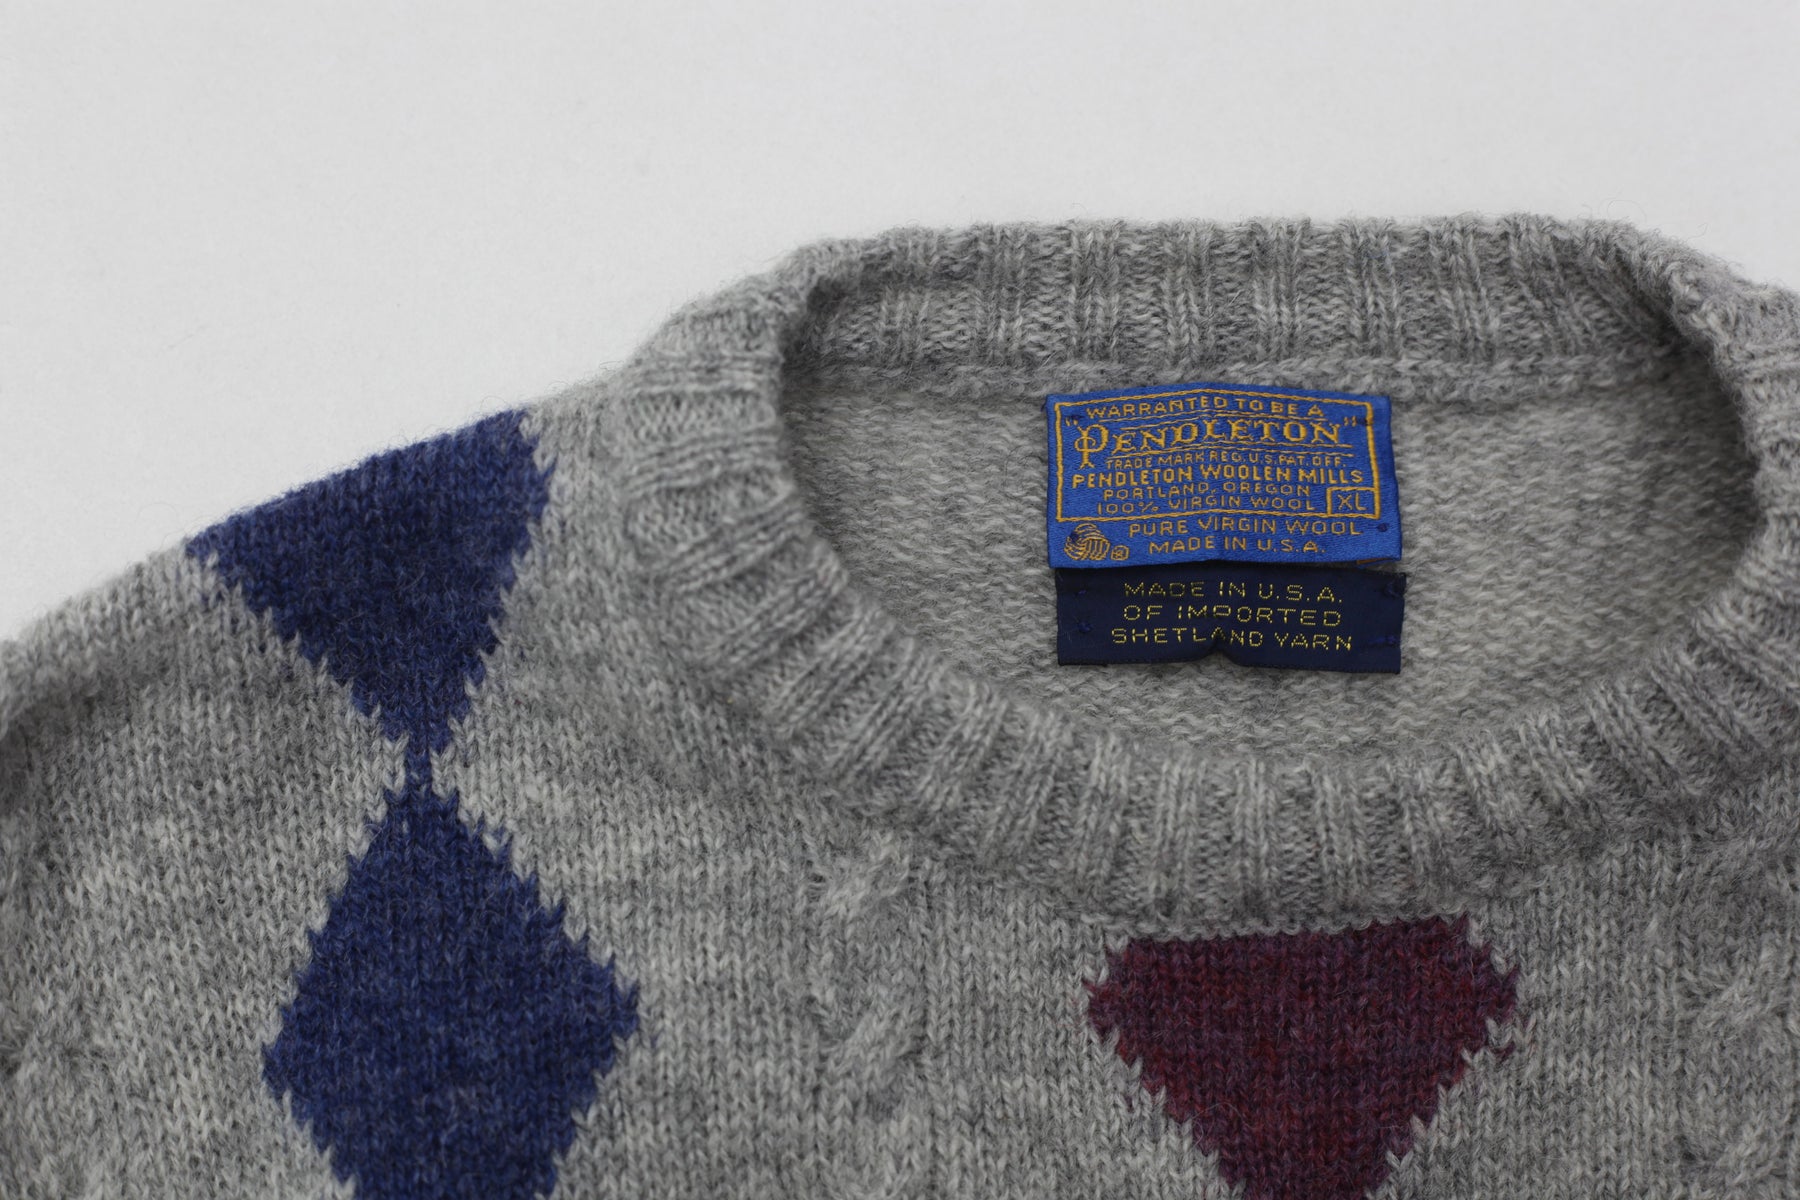 WARRANTED TO BE A
"PENDLETON"
TRADE MARK REG. U.S. PAT. OFF.
PENDLETON WOOLEN MILLS
PORTLAND, OREGON
100% VIRGIN WOOL XL
PURE VIRGIN WOOL
® MADE IN U.S.A.
MADE IN U.S.A.
OF IMPORTED
SHETLAND YARN